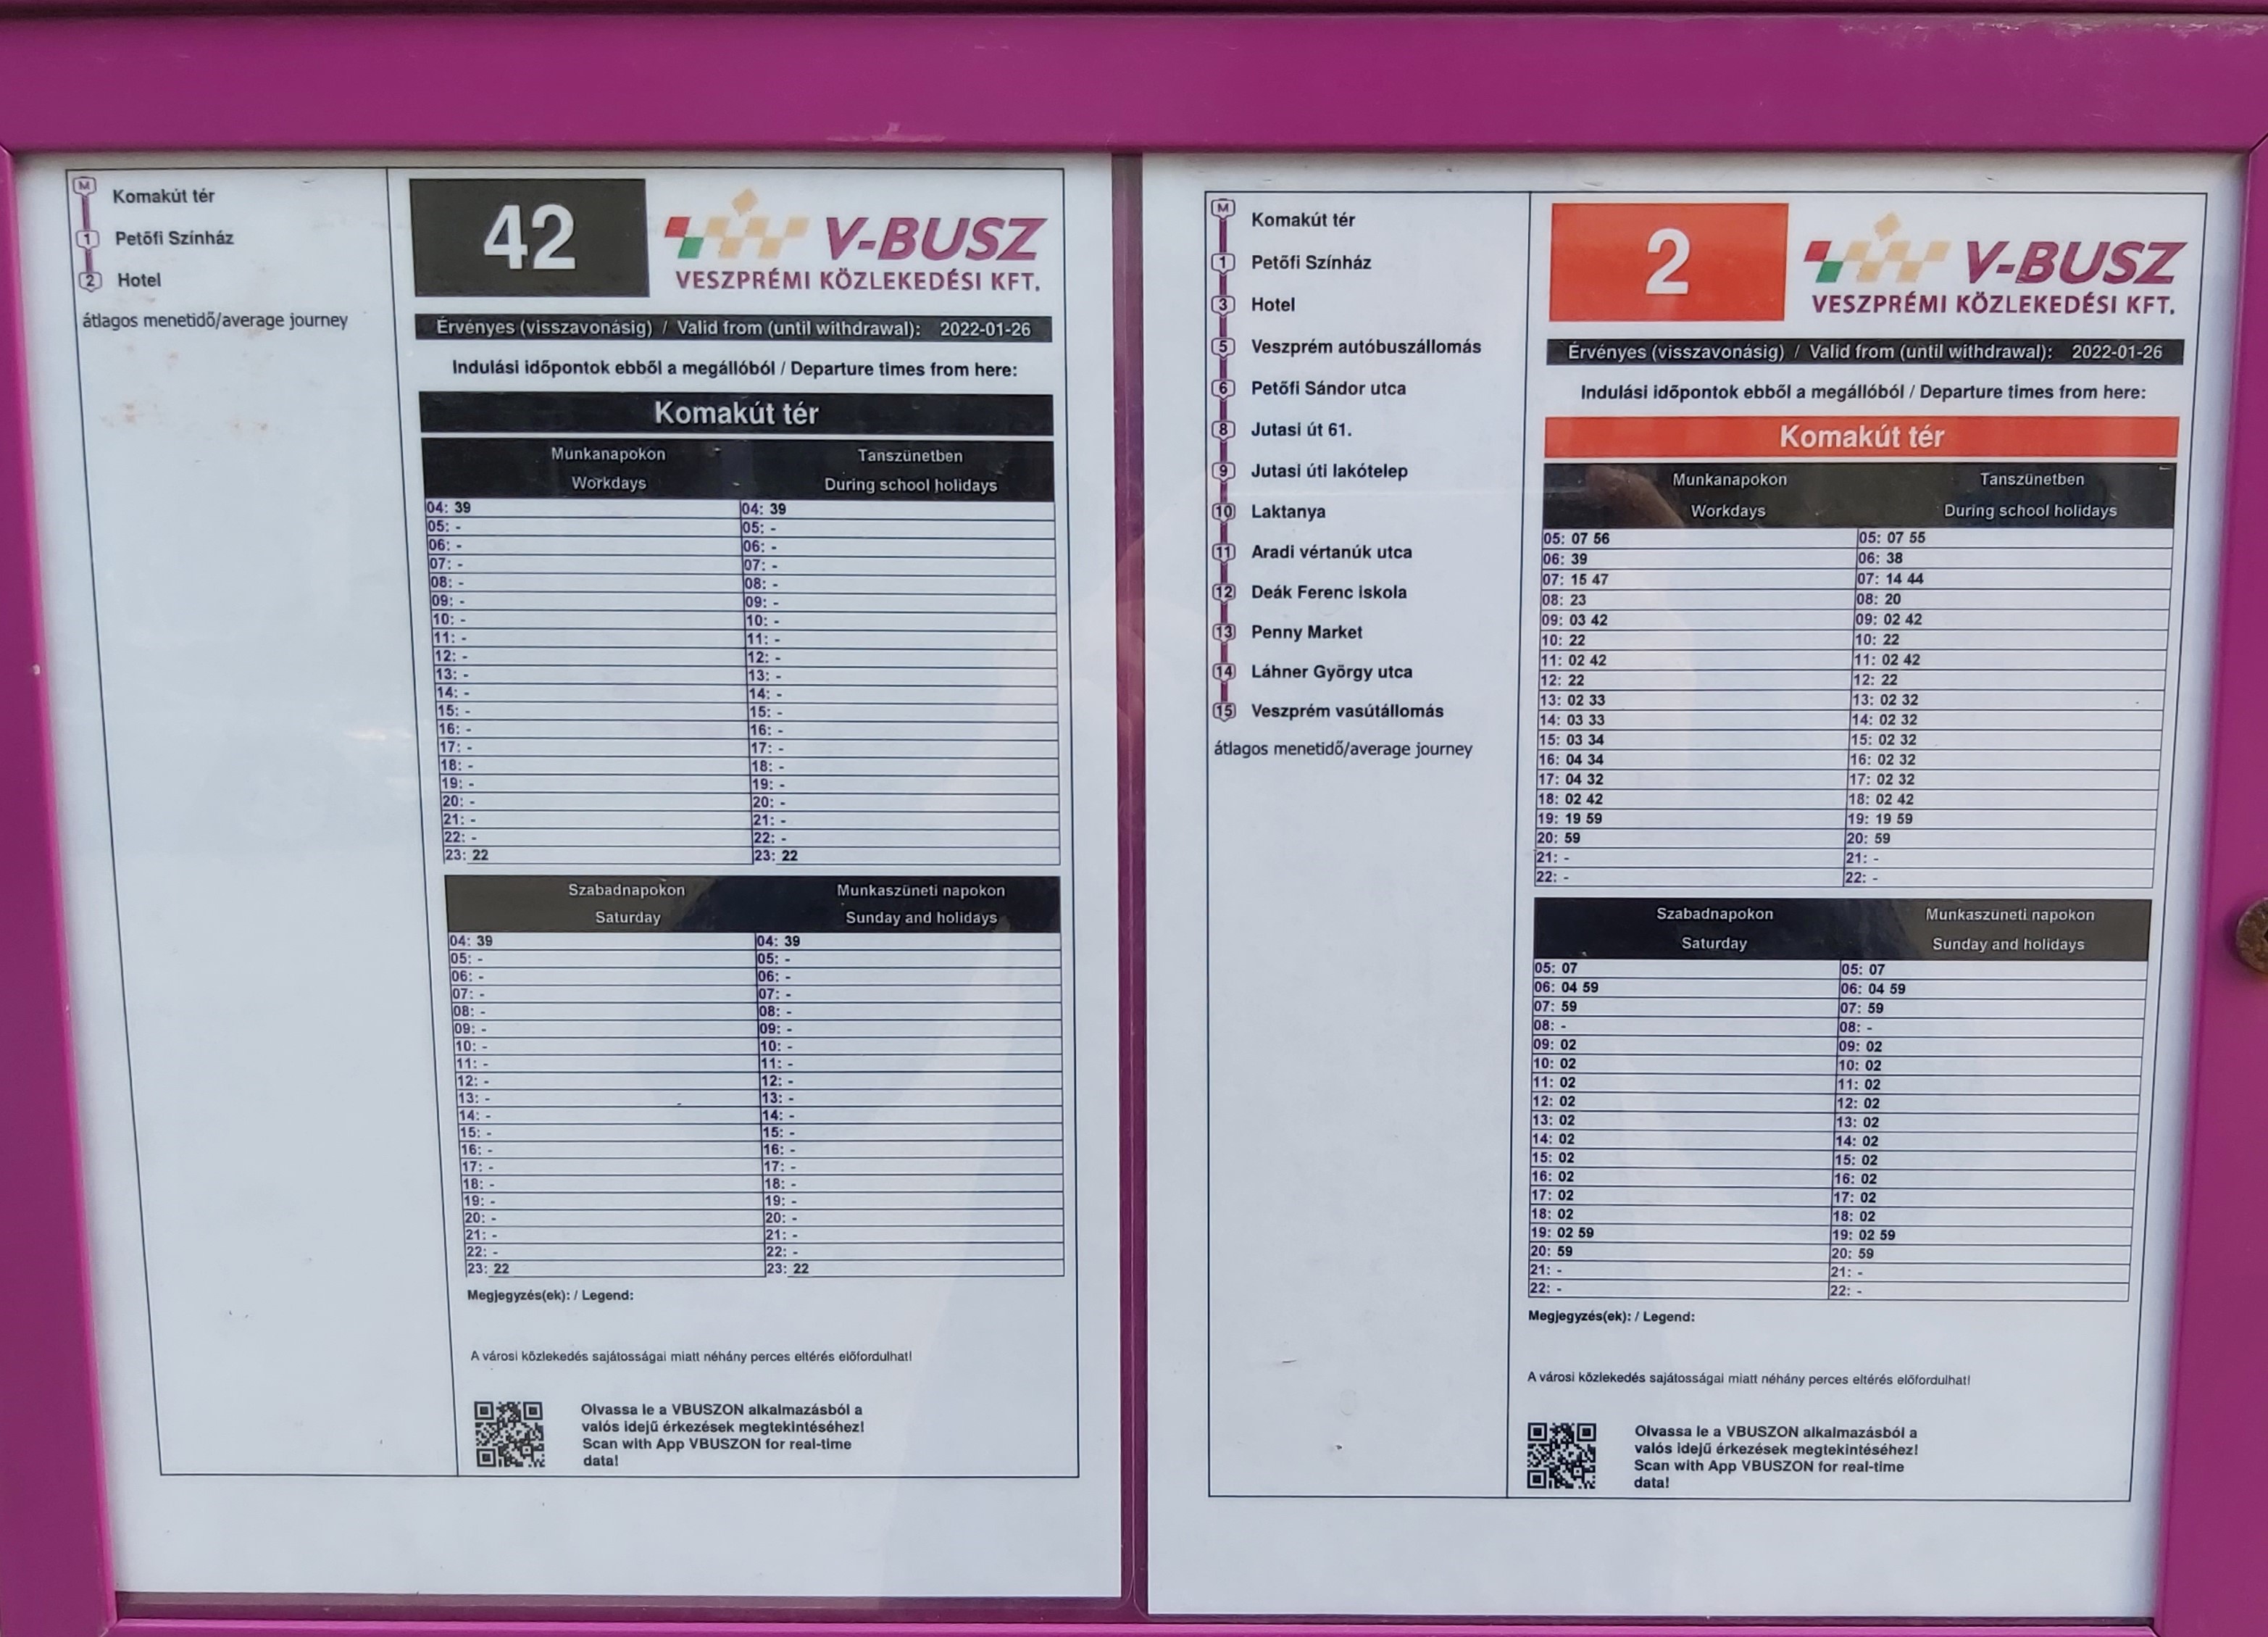 M Komakút tér
1 Petőfi Színház
2 Hotel
átlagos menetidő/average journey
42
V-BUSZ
VESZPRÉMI KÖZLEKEDÉSI KFT.
Érvényes (visszavonásig) / Valid from (until withdrawal): 2022-01-26
Indulási időpontok ebből a megállóból / Departure times from here:
Komakút tér
Munkanapokon Tanszünetben
Workdays During school holidays
04: 39 04: 39
05: - 05: -
06: - 06: -
07: - 07: -
08: - 08: -
09: - 09: -
10: - 10: -
11: - 11: -
12: - 12: -
13: - 13: -
14: - 14: -
15: - 15: -
16: - 16: -
17: - 17: -
18: - 18: -
19: - 19: -
20: - 20: -
21: - 21: -
22: - 22: -
23: 22 23: 22
Szabadnapokon Munkaszüneti napokon
Saturday Sunday and holidays
04: 39 04: 39
05: - 05: -
06: - 06: -
07: - 07: -
08: - 08: -
09: - 09: -
10: - 10: -
11: - 11: -
12: - 12: -
13: - 13: -
14: - 14: -
15: - 15: -
16: - 16: -
17: - 17: -
18: - 18: -
19: - 19: -
20: - 20: -
21: - 21: -
22: - 22: -
23: 22 23: 22
Megjegyzés(ek): / Legend:
A városi közlekedés sajátosságai miatt néhány perces eltérés előfordulhat!
Olvassa le a VBUSZON alkalmazásból a
valós idejű érkezések megtekintéséhez!
Scan with App VBUSZON for real-time
data!
M Komakút tér
1 Petőfi Színház
3 Hotel
5 Veszprém autóbuszállomás
6 Petőfi Sándor utca
8 Jutasi út 61.
9 Jutasi úti lakótelep
10 Laktanya
11 Aradi vértanúk utca
12 Deák Ferenc iskola
13 Penny Market
14 Láhner György utca
15 Veszprém vasútállomás
átlagos menetidő/average journey
2
V-BUSZ
VESZPRÉMI KÖZLEKEDÉSI KFT.
Érvényes (visszavonásig) / Valid from (until withdrawal): 2022-01-26
Indulási időpontok ebből a megállóból / Departure times from here:
Komakút tér
Munkanapokon Tanszünetben
Workdays During school holidays
05: 07 56 05: 07 55
06: 39 06: 38
07: 15 47 07: 14 44
08: 23 08: 20
09: 03 42 09: 02 42
10: 22 10: 22
11: 02 42 11: 02 42
12: 22 12: 22
13: 02 33 13: 02 32
14: 03 33 14: 02 32
15: 03 34 15: 02 32
16: 04 34 16: 02 32
17: 04 32 17: 02 32
18: 02 42 18: 02 42
19: 19 59 19: 19 59
20: 59 20: 59
21: - 21: -
22: - 22: -
Szabadnapokon Munkaszüneti napokon
Saturday Sunday and holidays
05: 07 05: 07
06: 04 59 06: 04 59
07: 59 07: 59
08: - 08: -
09: 02 09: 02
10: 02 10: 02
11: 02 11: 02
12: 02 12: 02
13: 02 13: 02
14: 02 14: 02
15: 02 15: 02
16: 02 16: 02
17: 02 17: 02
18: 02 18: 02
19: 02 59 19: 02 59
20: 59 20: 59
21: - 21: -
22: - 22: -
Megjegyzés(ek): / Legend:
A városi közlekedés sajátosságai miatt néhány perces eltérés előfordulhat!
Olvassa le a VBUSZON alkalmazásból a
valós idejű érkezések megtekintéséhez!
Scan with App VBUSZON for real-time
data!